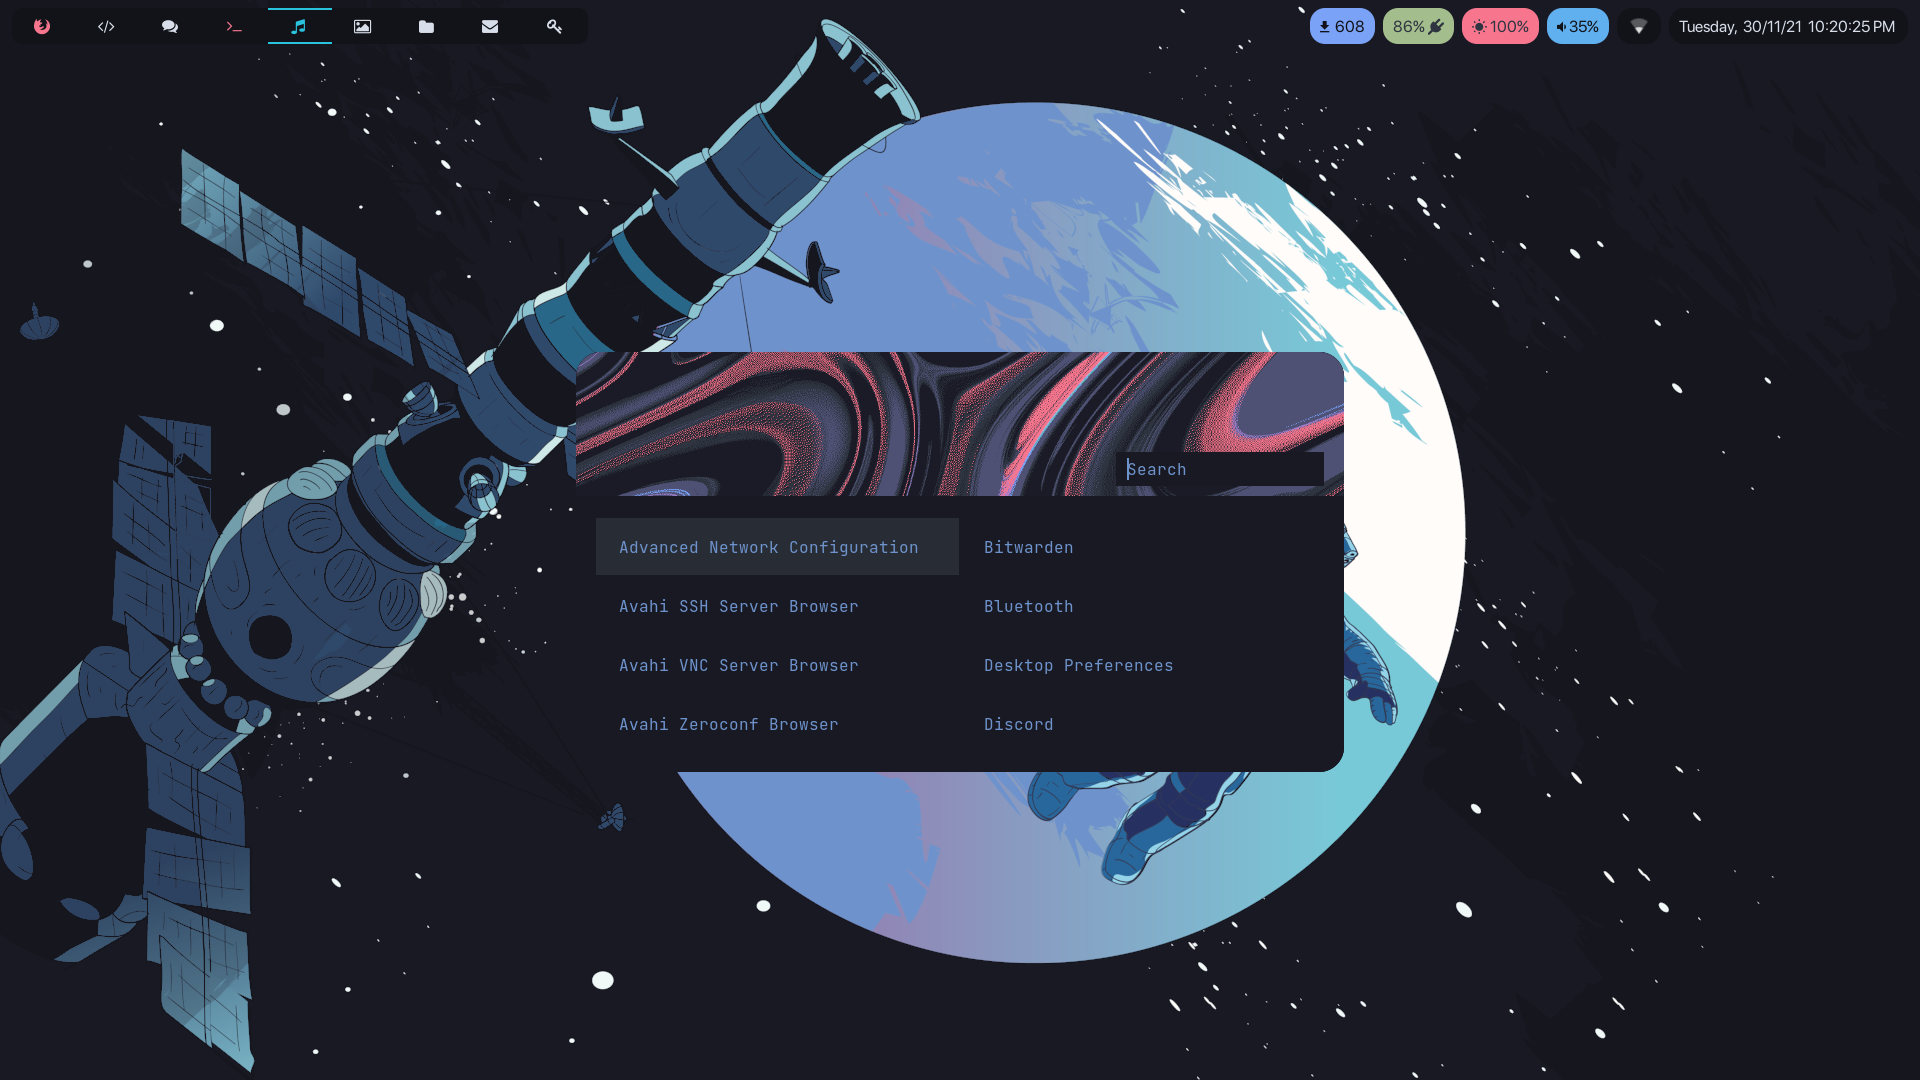 608
86%
100%
35%
Tuesday, 30/11/21 10:20:25 PM
Search
Advanced Network Configuration
Bitwarden
Avahi SSH Server Browser
Bluetooth
Avahi VNC Server Browser
Desktop Preferences
Avahi Zeroconf Browser
Discord